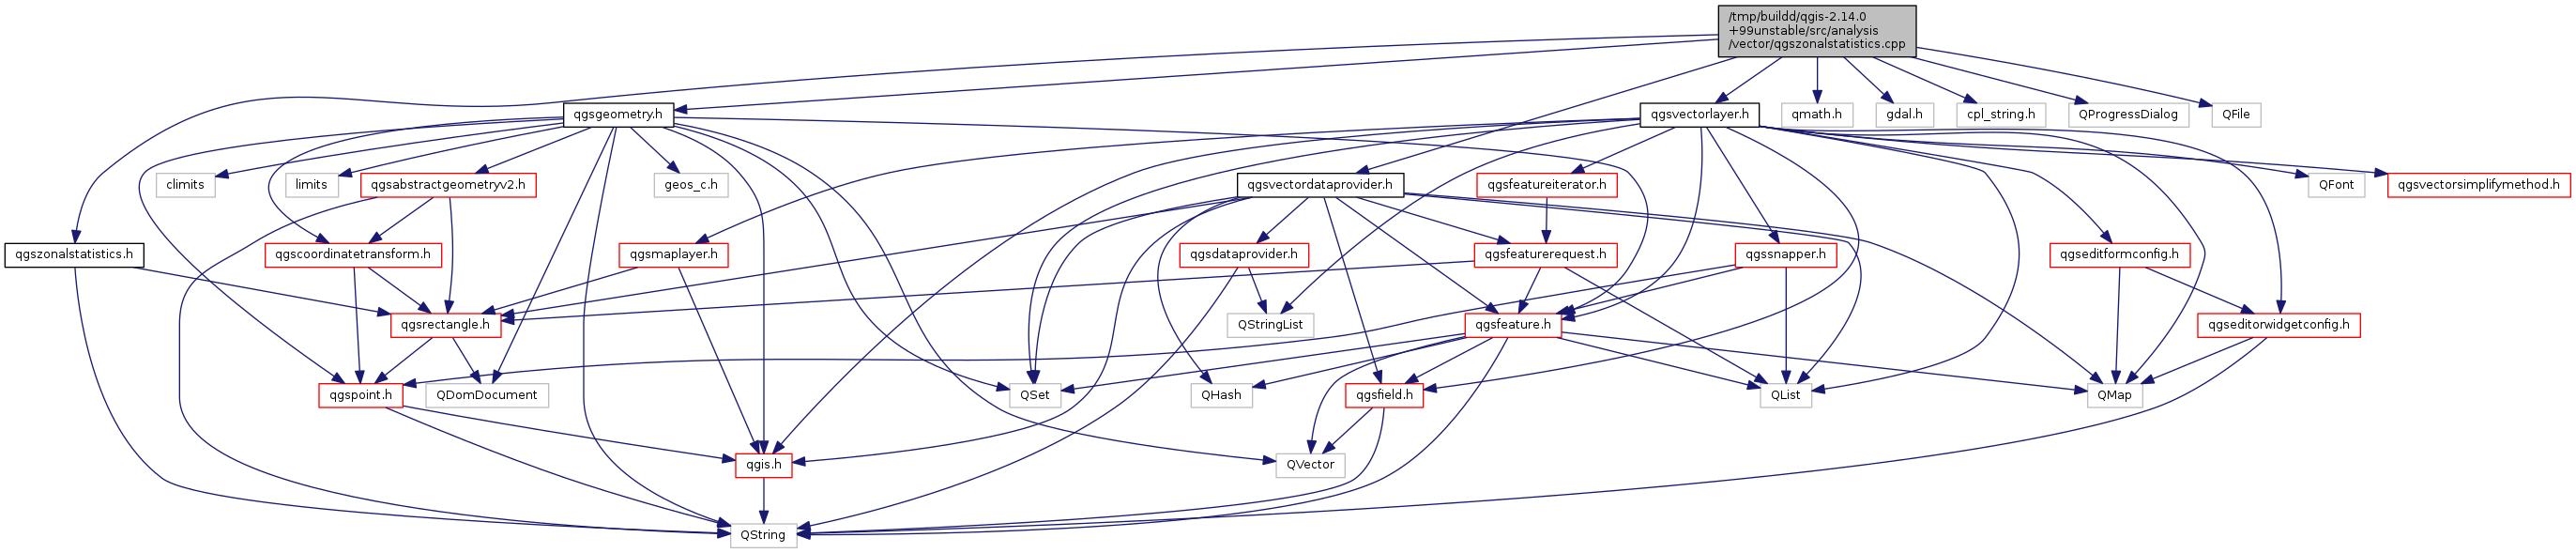 /tmp/buildd/qgis-2.14.0
+99unstable/src/analysis
/vector/qgszonalstatistics.cpp
qgsgeometry.h
qgsvectorlayer.h
qmath.h
gdal.h
cpl_string.h
QProgressDialog
QFile
climits
limits
qgsabstractgeometryv2.h
geos_c.h
qgsvectordataprovider.h
qgsfeatureiterator.h
QFont
qgsvectorsimplifymethod.h
qgszonalstatistics.h
qgscoordinatetransform.h
qgsmaplayer.h
qgsdataprovider.h
qgsfeaturerequest.h
qgssnapper.h
qgseditformconfig.h
qgsrectangle.h
QStringList
qgsfeature.h
qgseditorwidgetconfig.h
qgspoint.h
QDomDocument
QSet
QHash
qgsfield.h
QList
QMap
qgis.h
QVector
QString